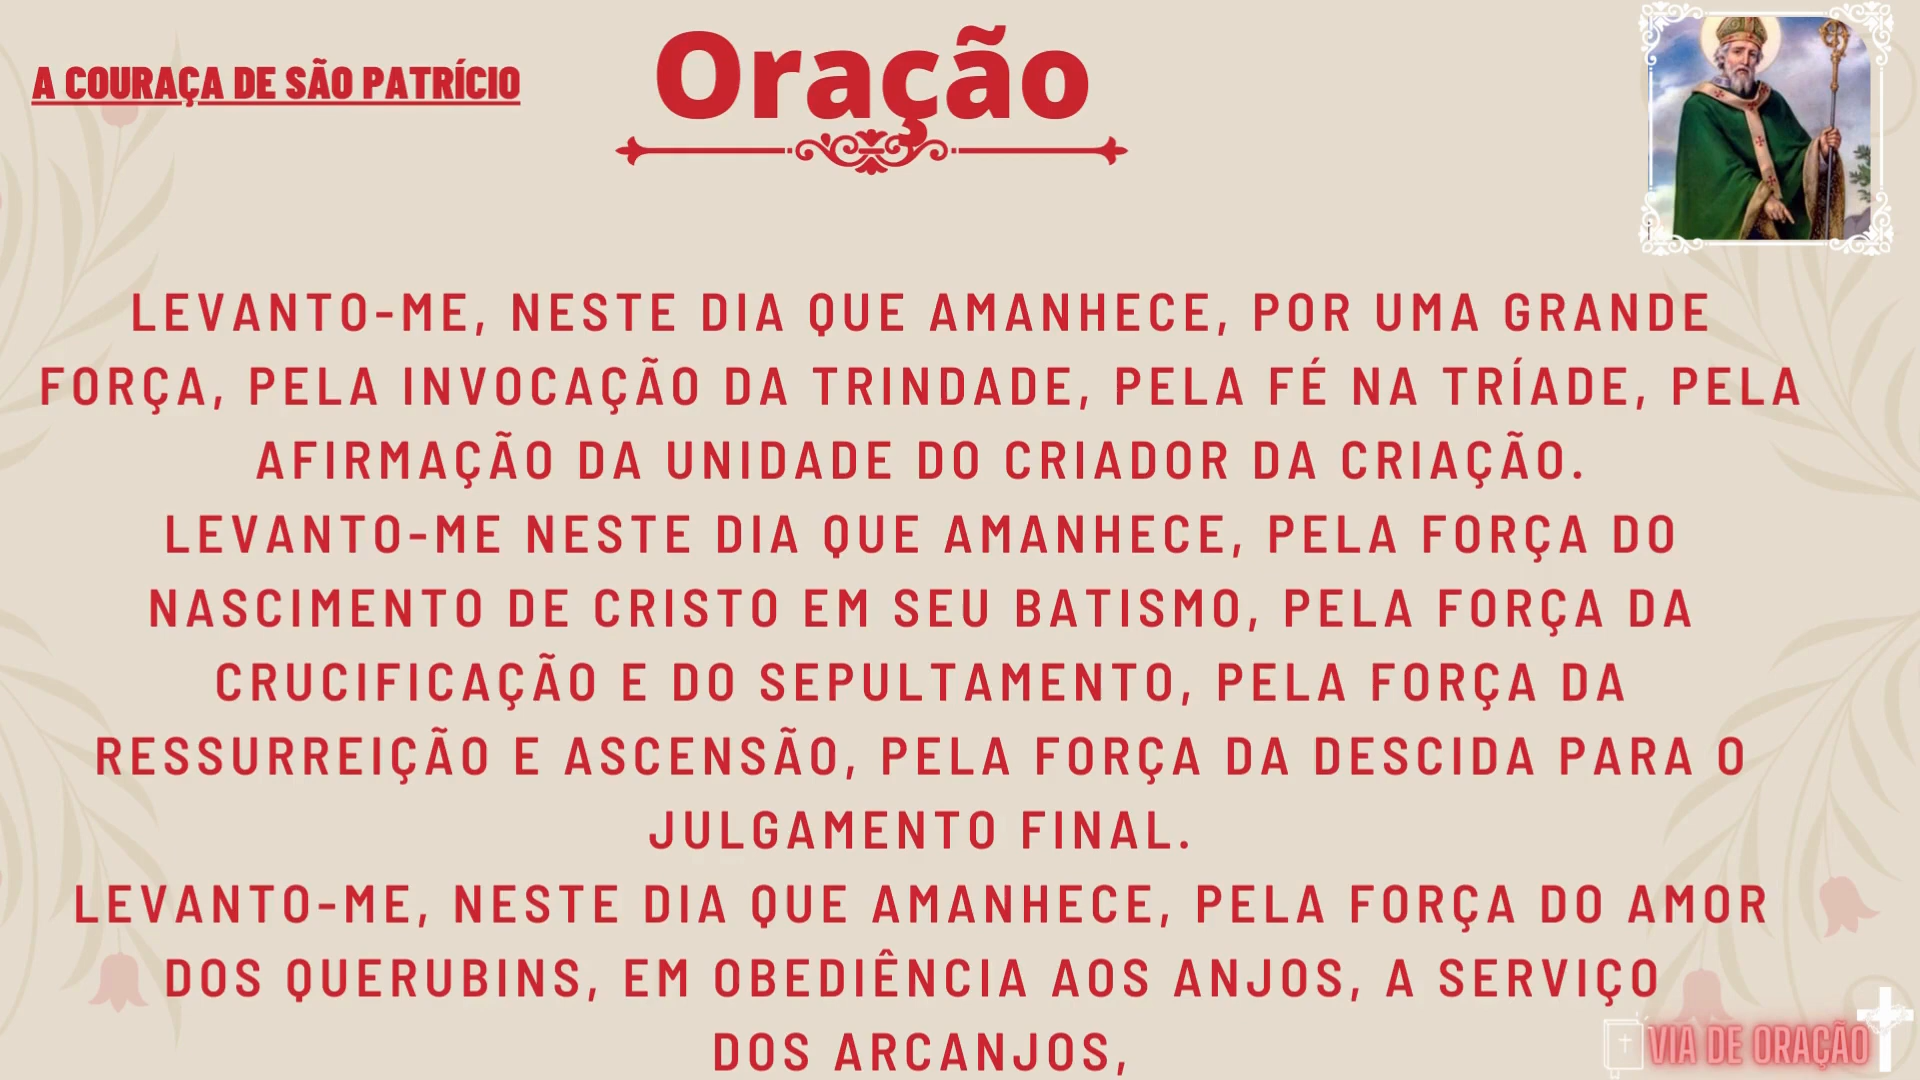 A COURAÇA DE SÃO PATRÍCIO
Oração
LEVANTO-ME, NESTE DIA QUE AMANHECE, POR UMA GRANDE
FORÇA, PELA INVOCAÇÃO DA TRINDADE, PELA FÉ NA TRÍADE, PELA
AFIRMAÇÃO DA UNIDADE DO CRIADOR DA CRIAÇÃO.
LEVANTO-ME NESTE DIA QUE AMANHECE, PELA FORÇA DO
NASCIMENTO DE CRISTO EM SEU BATISMO, PELA FORÇA DA
CRUCIFICAÇÃO E DO SEPULTAMENTO, PELA FORÇA DA
RESSURREIÇÃO E ASCENSÃO, PELA FORÇA DA DESCIDA PARA O
JULGAMENTO FINAL.
LEVANTO-ME, NESTE DIA QUE AMANHECE, PELA FORÇA DO AMOR
DOS QUERUBINS, EM OBEDIÊNCIA AOS ANJOS, A SERVIÇO
DOS ARCANJOS,
VIA DE ORAÇÃO